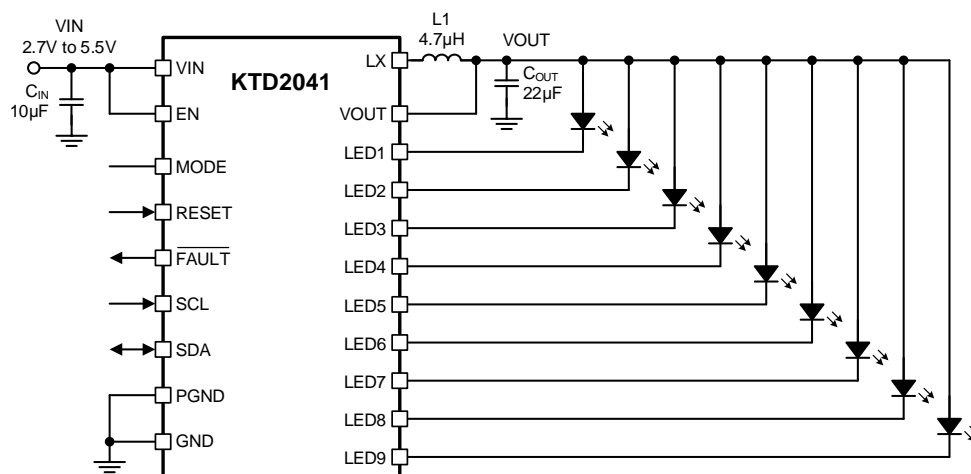 VIN
2.7V to 5.5V
CIN
10µF
KTD2041
VIN
EN
MODE
RESET
FAULT
SCL
SDA
PGND
GND
LX
VOUT
LED1
LED2
LED3
LED4
LED5
LED6
LED7
LED8
LED9
L1
4.7µH
VOUT
COUT
22µF